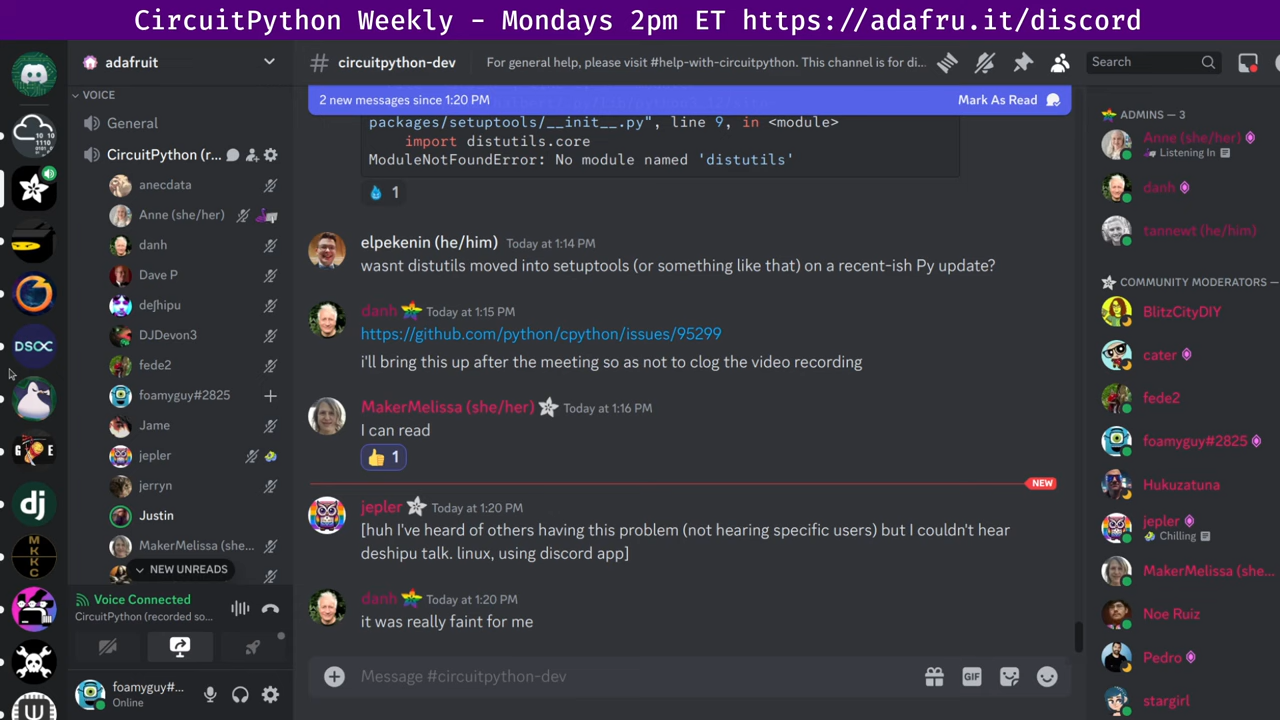 CircuitPython Weekly - Mondays 2pm ET https://adafru.it/discord
adafruit
VOICE
General
CircuitPython (r...
anecdata
Anne (she/her)
danh
Dave P
deʃhipu
DJDevon3
fede2
foamyguy#2825
Jame
jepler
jerryn
Justin
MakerMelissa (she...
NEW UNREADS
Voice Connected
CircuitPython (recorded so...
foamyguy#...
Online
10
1110
DSOC
dj
MK
KC
# circuitpython-dev
For general help, please visit #help-with-circuitpython. This channel is for di...
Search
2 new messages since 1:20 PM
Mark As Read
packages/setuptools/__init__.py", line 9, in <module>
import distutils.core
ModuleNotFoundError: No module named 'distutils'
1
elpekenin (he/him) Today at 1:14 PM
wasnt distutils moved into setuptools (or something like that) on a recent-ish Py update?
danh Today at 1:15 PM
https://github.com/python/cpython/issues/95299
i'll bring this up after the meeting so as not to clog the video recording
MakerMelissa (she/her) Today at 1:16 PM
I can read
1
NEW
jepler Today at 1:20 PM
[huh I've heard of others having this problem (not hearing specific users) but I couldn't hear
deshipu talk. linux, using discord app]
danh Today at 1:20 PM
it was really faint for me
Message #circuitpython-dev
GIF
ADMINS — 3
Anne (she/her)
Listening In
danh
tannewt (he/him)
COMMUNITY MODERATORS —
BlitzCityDIY
cater
fede2
foamyguy#2825
Hukuzatuna
jepler
Chilling
MakerMelissa (she...
Noe Ruiz
Pedro
stargirl